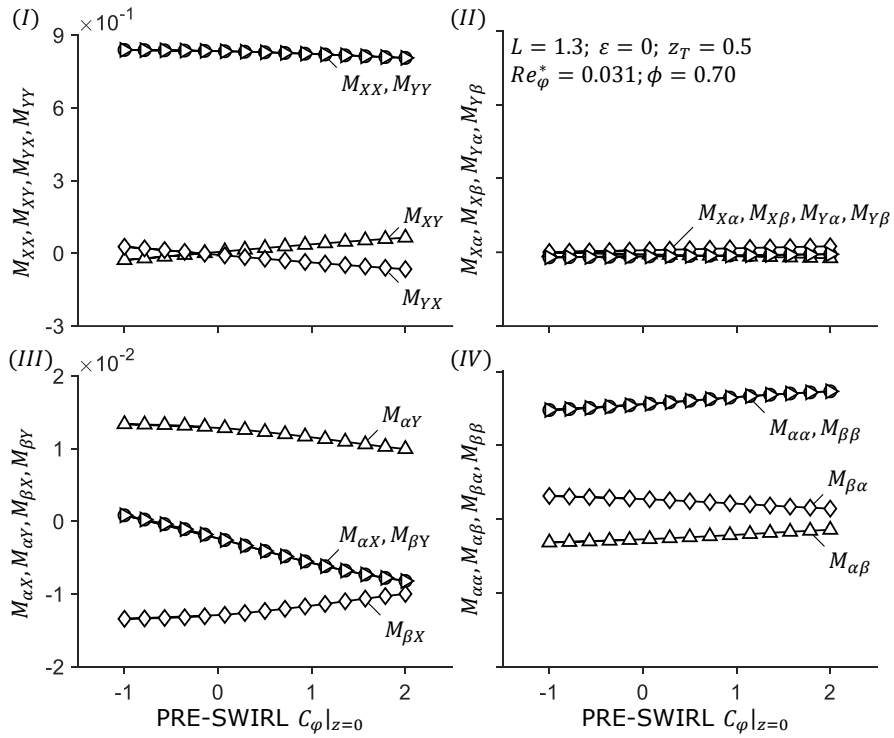 (I)
×10⁻¹
9
6
3
0
-3
M_XX, M_XY, M_YX, M_YY
M_XX, M_YY
M_XY
M_YX
(II)
L = 1.3; ε = 0; z_T = 0.5
Re*_φ = 0.031; ϕ = 0.70
M_Xα, M_Xβ, M_Yα, M_Yβ
M_Xα, M_Xβ, M_Yα, M_Yβ
(III)
×10⁻²
2
1
0
-1
-2
M_αX, M_αY, M_βX, M_βY
M_αY
M_αX, M_βY
M_βX
-1 0 1 2
PRE-SWIRL C_φ|_z=0
(IV)
M_αα, M_αβ, M_βα, M_ββ
M_αα, M_ββ
M_βα
M_αβ
-1 0 1 2
PRE-SWIRL C_φ|_z=0